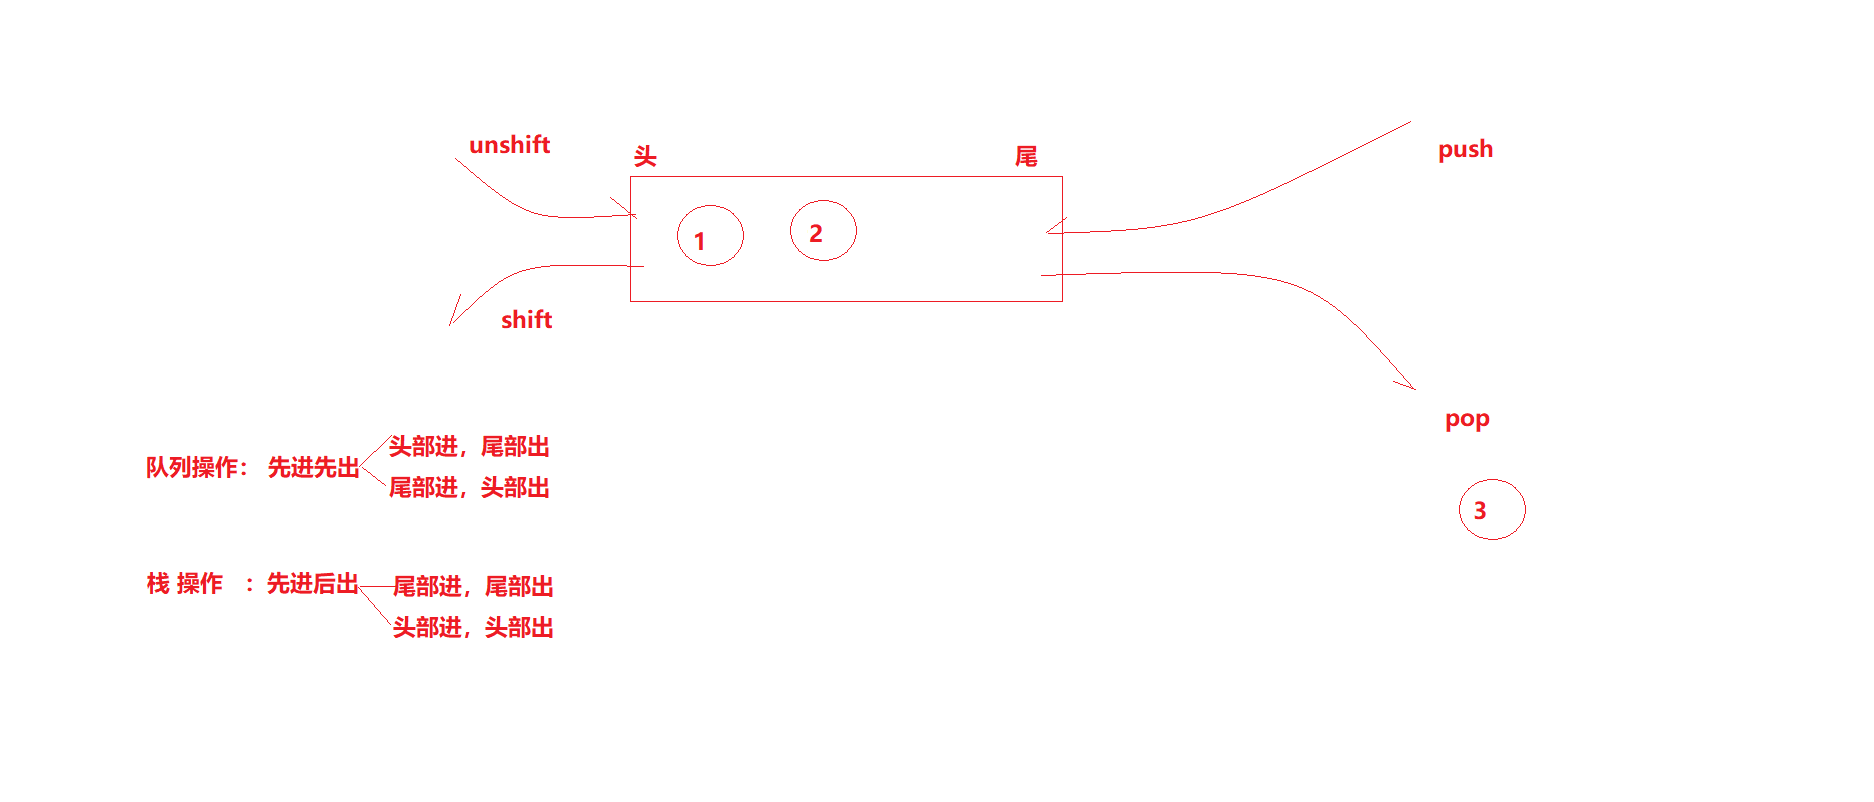 unshift
头
尾
push
1
2
shift
pop
队列操作： 先进先出
头部进，尾部出
尾部进，头部出
3
栈 操作 ：先进后出
尾部进，尾部出
头部进，头部出